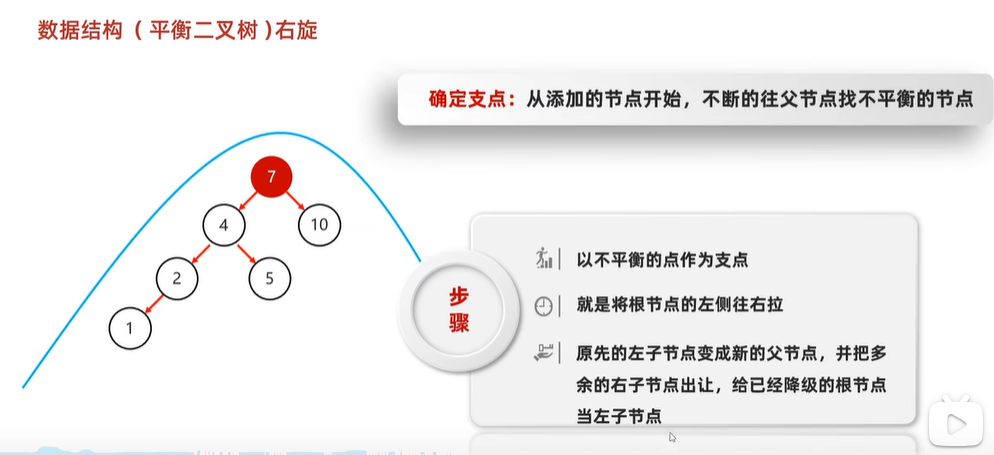 数据结构（平衡二叉树)右旋
确定支点：从添加的节点开始，不断的往父节点找不平衡的节点
7
4
10
2
5
1
步
骤
以不平衡的点作为支点
就是将根节点的左侧往右拉
原先的左子节点变成新的父节点，并把多
余的右子节点出让，给已经降级的根节点
当左子节点